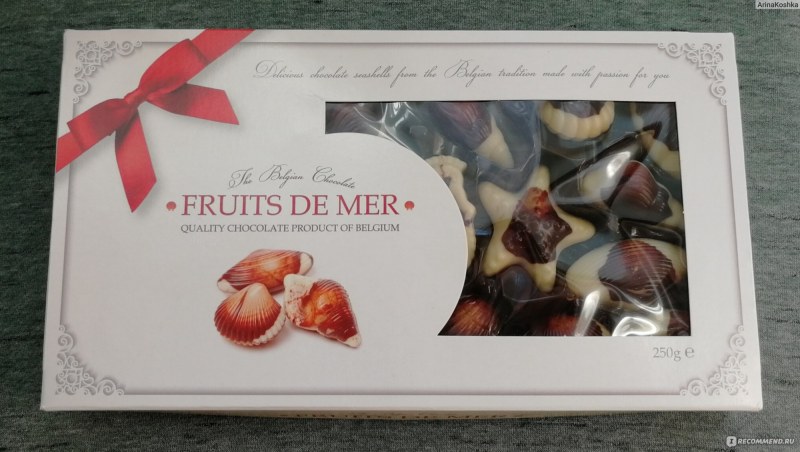 ArinaKoshka
Delicious chocolate seashells from the Belgian tradition made with passion for you
The Belgian Chocolate
FRUITS DE MER
QUALITY CHOCOLATE PRODUCT OF BELGIUM
250g e
IRECOMMEND.RU